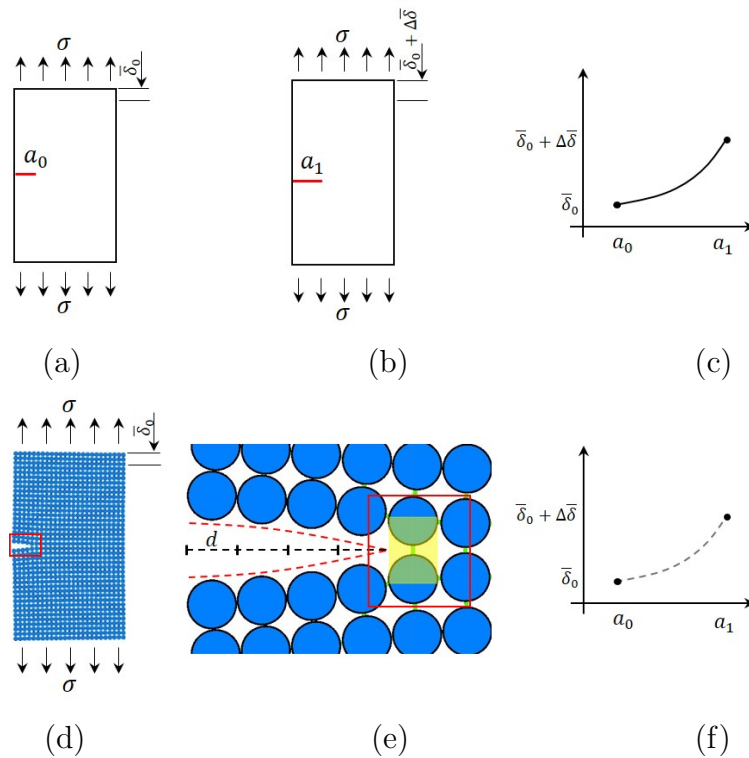 σ
δ̅₀
a₀
σ
(a)
σ
δ̅₀ + Δδ̅
a₁
σ
(b)
δ̅₀ + Δδ̅
δ̅₀
a₀
a₁
(c)
σ
δ̅₀
σ
(d)
d
(e)
δ̅₀ + Δδ̅
δ̅₀
a₀
a₁
(f)